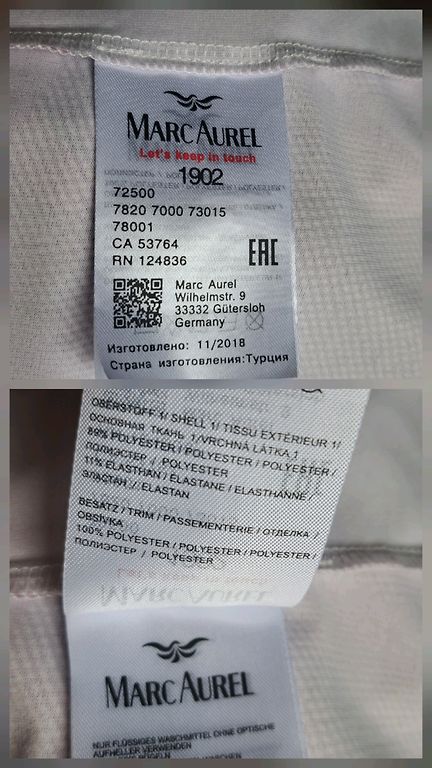 MARC AUREL
Let's keep in touch
1902
72500
7820 7000 73015
78001
CA 53764
RN 124836
EAC
Marc Aurel
Wilhelmstr. 9
33332 Gütersloh
Germany
Изготовлено: 11/2018
Страна изготовления:Турция
OBERSTOFF 1/ SHELL 1/ TISSU EXTÉRIEUR 1/
ОСНОВНАЯ ТКАНЬ 1/VRCHNÁ LÁTKA 1
89% POLYESTER / POLYESTER / POLYESTER /
ПОЛИЭСТЕР / POLYESTER
11% ELASTHAN / ELASTANE / ELASTHANNE /
ЭЛАСТАН / ELASTAN
BESATZ / TRIM / PASSEMENTERIE / ОТДЕЛКА /
OBSIVKA
100% POLYESTER / POLYESTER / POLYESTER /
ПОЛИЭСТЕР / POLYESTER
MARC AUREL
NUR FLÜSSIGES WASCHMITTEL OHNE OPTISCHE
AUFHELLER VERWENDEN